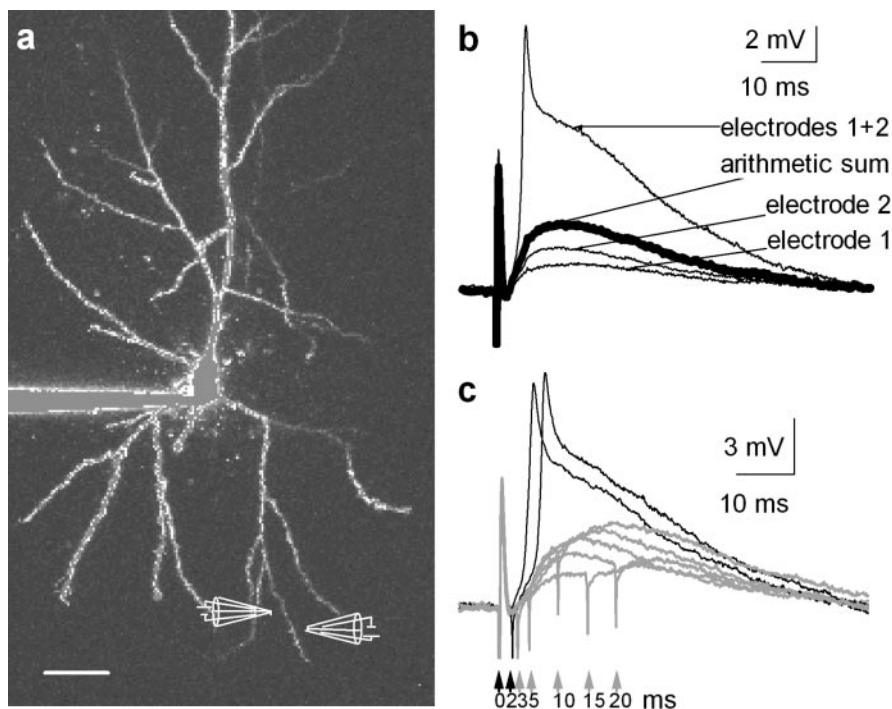 a
b
2 mV
10 ms
electrodes 1+2
arithmetic sum
electrode 2
electrode 1
c
3 mV
10 ms
0 2 3 5 10 15 20 ms